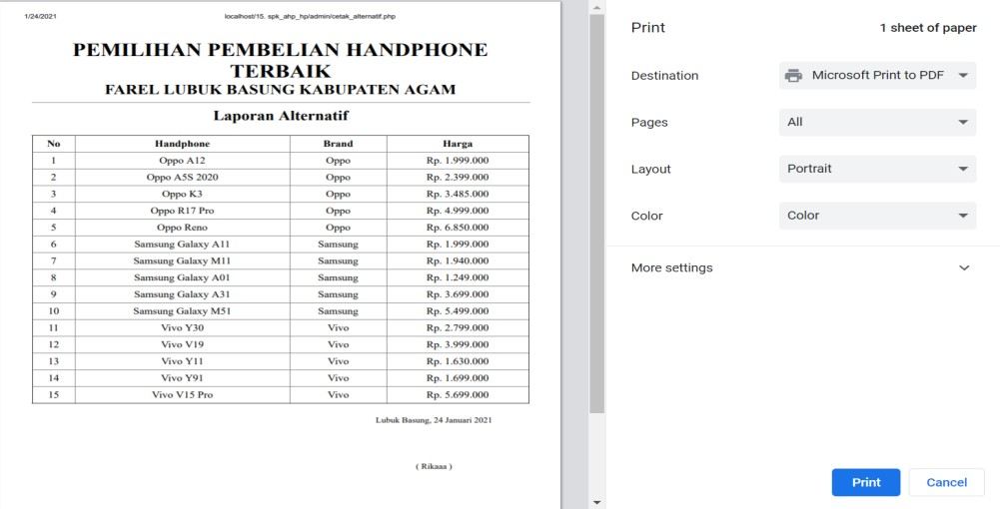 1/24/2021 localhost/15. spk_ahp_hp/admin/cetak_alternatif.php
PEMILIHAN PEMBELIAN HANDPHONE
TERBAIK
FAREL LUBUK BASUNG KABUPATEN AGAM
Laporan Alternatif
No Handphone Brand Harga
1 Oppo A12 Oppo Rp. 1.999.000
2 Oppo A5S 2020 Oppo Rp. 2.399.000
3 Oppo K3 Oppo Rp. 3.485.000
4 Oppo R17 Pro Oppo Rp. 4.999.000
5 Oppo Reno Oppo Rp. 6.850.000
6 Samsung Galaxy A11 Samsung Rp. 1.999.000
7 Samsung Galaxy M11 Samsung Rp. 1.940.000
8 Samsung Galaxy A01 Samsung Rp. 1.249.000
9 Samsung Galaxy A31 Samsung Rp. 3.699.000
10 Samsung Galaxy M51 Samsung Rp. 5.499.000
11 Vivo Y30 Vivo Rp. 2.799.000
12 Vivo V19 Vivo Rp. 3.999.000
13 Vivo Y11 Vivo Rp. 1.630.000
14 Vivo Y91 Vivo Rp. 1.699.000
15 Vivo V15 Pro Vivo Rp. 5.699.000
Lubuk Basung, 24 Januari 2021
( Rikaaa )
Print 1 sheet of paper
Destination Microsoft Print to PDF
Pages All
Layout Portrait
Color Color
More settings
Print Cancel